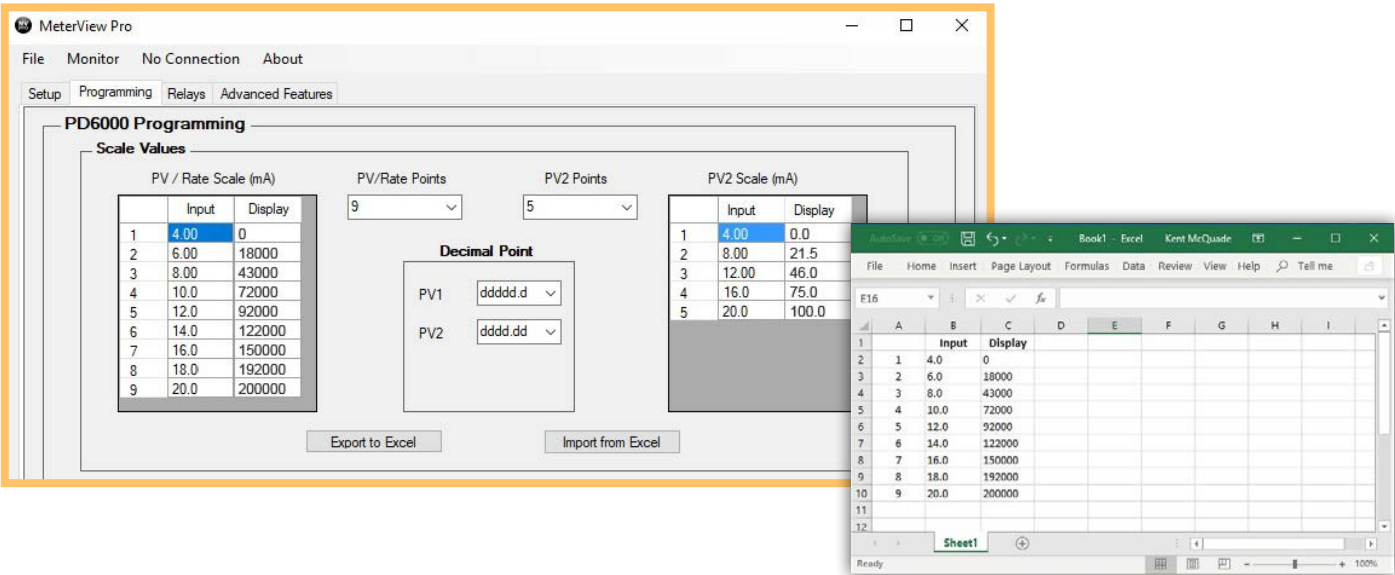 MeterView Pro
File Monitor No Connection About
Setup Programming Relays Advanced Features
PD6000 Programming
Scale Values
PV / Rate Scale (mA) PV/Rate Points PV2 Points PV2 Scale (mA)
9 5
Input Display
1 4.00 0
2 6.00 18000
3 8.00 43000
4 10.0 72000
5 12.0 92000
6 14.0 122000
7 16.0 150000
8 18.0 192000
9 20.0 200000
Decimal Point
PV1 ddddd.d
PV2 dddd.dd
Input Display
1 4.00 0.0
2 8.00 21.5
3 12.00 46.0
4 16.0 75.0
5 20.0 100.0
Export to Excel Import from Excel
AutoSave Off Book1 - Excel Kent McQuade
File Home Insert Page Layout Formulas Data Review View Help Tell me
E16 fx
A B C D E F G H I
1 Input Display
2 1 4.0 0
3 2 6.0 18000
4 3 8.0 43000
5 4 10.0 72000
6 5 12.0 92000
7 6 14.0 122000
8 7 16.0 150000
9 8 18.0 192000
10 9 20.0 200000
11
12
Sheet1
Ready 100%